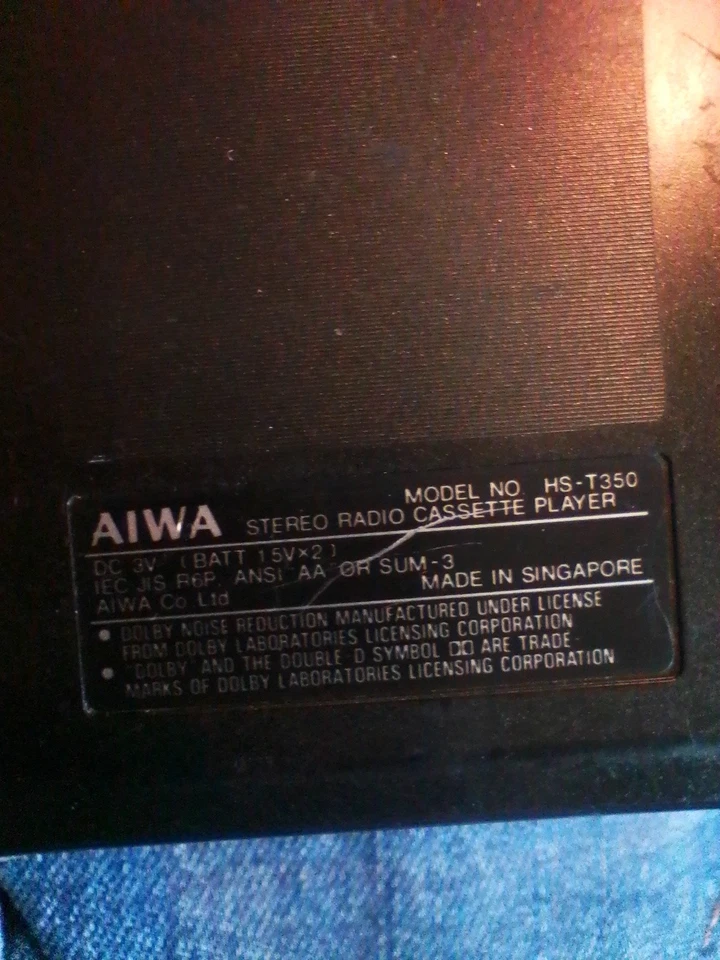 MODEL NO HS-T350
AIWA STEREO RADIO CASSETTE PLAYER
DC 3V (BATT 1.5V×2)
IEC JIS R6P, ANSI "AA" OR SUM-3
AIWA Co Ltd MADE IN SINGAPORE
● DOLBY NOISE REDUCTION MANUFACTURED UNDER LICENSE
FROM DOLBY LABORATORIES LICENSING CORPORATION
● "DOLBY" AND THE DOUBLE D SYMBOL ARE TRADE-
MARKS OF DOLBY LABORATORIES LICENSING CORPORATION